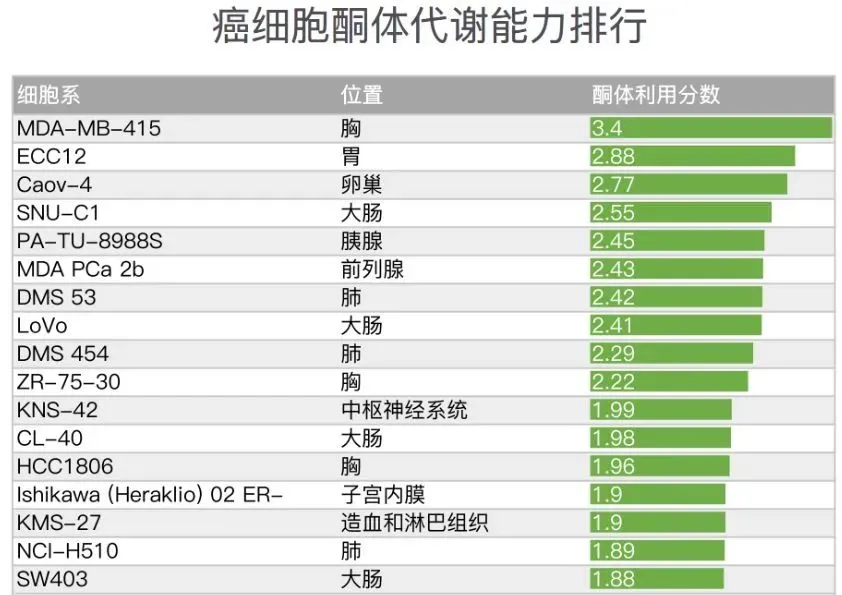 癌细胞酮体代谢能力排行
细胞系 位置 酮体利用分数
MDA-MB-415 胸 3.4
ECC12 胃 2.88
Caov-4 卵巢 2.77
SNU-C1 大肠 2.55
PA-TU-8988S 胰腺 2.45
MDA PCa 2b 前列腺 2.43
DMS 53 肺 2.42
LoVo 大肠 2.41
DMS 454 肺 2.29
ZR-75-30 胸 2.22
KNS-42 中枢神经系统 1.99
CL-40 大肠 1.98
HCC1806 胸 1.96
Ishikawa (Heraklio) 02 ER- 子宫内膜 1.9
KMS-27 造血和淋巴组织 1.9
NCI-H510 肺 1.89
SW403 大肠 1.88